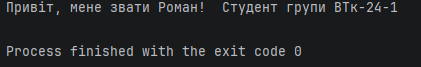 Привіт, мене звати Роман!  Студент групи ВТк-24-1
Process finished with the exit code 0